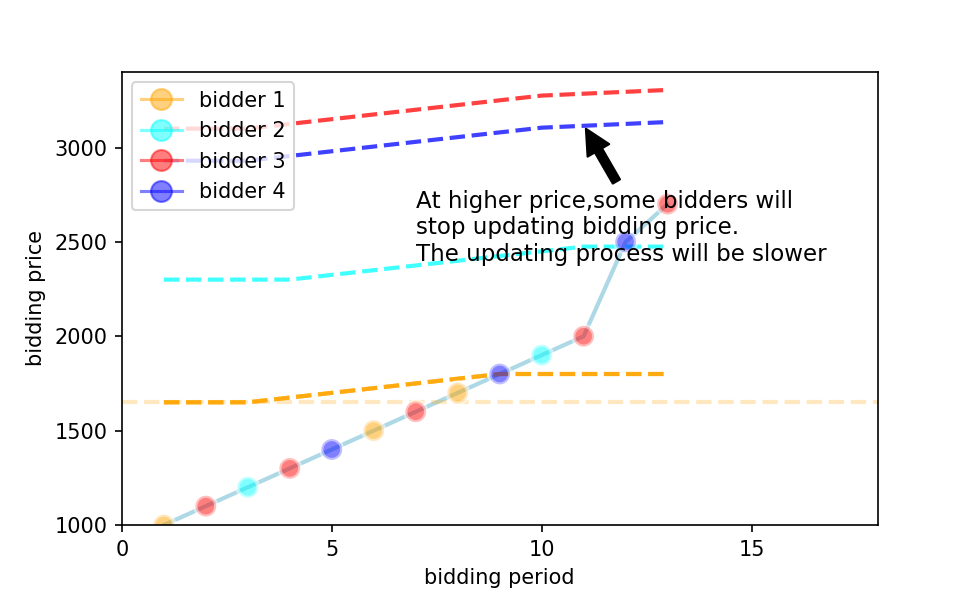 bidder 1
bidder 2
bidder 3
bidder 4
At higher price,some bidders will
stop updating bidding price.
The updating process will be slower
bidding price
3000
2500
2000
1500
1000
0 5 10 15
bidding period